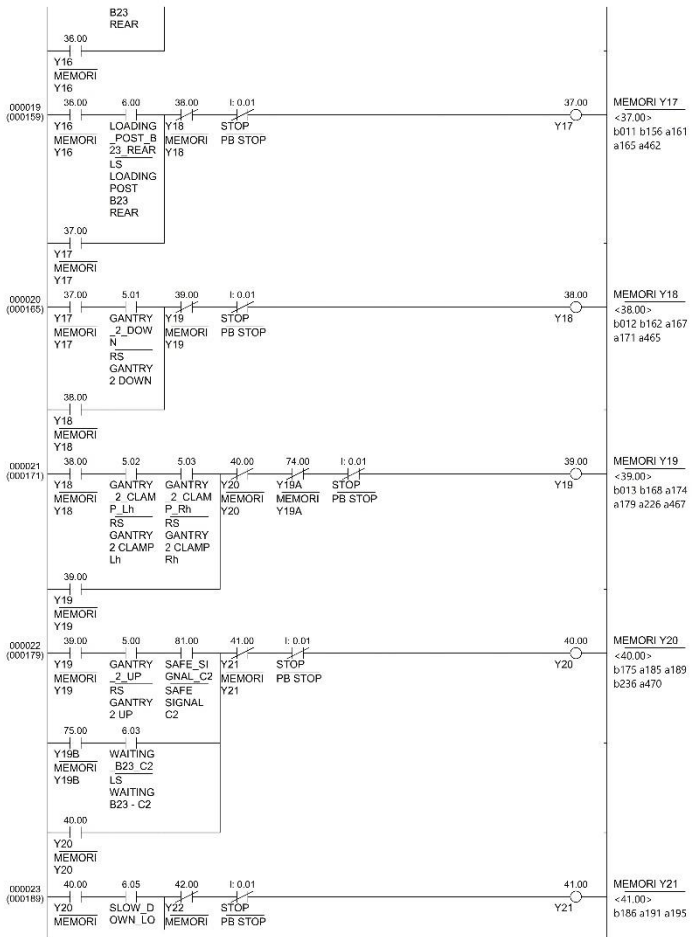 B23
REAR
36.00
Y16
MEMORI
Y16
000019
(000159)
36.00 6.00 38.00 I: 0.01 37.00 MEMORI Y17
Y16 LOADING Y18 STOP Y17 <37.00>
MEMORI _POST_B MEMORI PB STOP b011 b156 a161
Y16 23_REAR Y18 a165 a462
LS
LOADING
POST
B23
REAR
37.00
Y17
MEMORI
Y17
000020
(000165)
37.00 5.01 39.00 I: 0.01 38.00 MEMORI Y18
Y17 GANTRY Y19 STOP Y18 <38.00>
MEMORI _2_DOW MEMORI PB STOP b012 b162 a167
Y17 N Y19 a171 a465
RS
GANTRY
2 DOWN
38.00
Y18
MEMORI
Y18
000021
(000171)
38.00 5.02 5.03 40.00 74.00 I: 0.01 39.00 MEMORI Y19
Y18 GANTRY GANTRY Y20 Y19A STOP Y19 <39.00>
MEMORI _2_CLAM _2_CLAM MEMORI MEMORI PB STOP b013 b168 a174
Y18 P_Lh P_Rh Y20 Y19A a179 a226 a467
RS RS
GANTRY GANTRY
2 CLAMP 2 CLAMP
Lh Rh
39.00
Y19
MEMORI
Y19
000022
(000179)
39.00 5.00 81.00 41.00 I: 0.01 40.00 MEMORI Y20
Y19 GANTRY SAFE_SI Y21 STOP Y20 <40.00>
MEMORI _2_UP GNAL_C2 MEMORI PB STOP b175 a185 a189
Y19 RS SAFE Y21 b236 a470
GANTRY SIGNAL
2 UP C2
75.00 6.03
Y19B WAITING
MEMORI _B23_C2
Y19B LS
WAITING
B23 - C2
40.00
Y20
MEMORI
Y20
000023
(000189)
40.00 6.05 42.00 I: 0.01 41.00 MEMORI Y21
Y20 SLOW_D Y22 STOP Y21 <41.00>
MEMORI OWN_LO MEMORI PB STOP b186 a191 a195